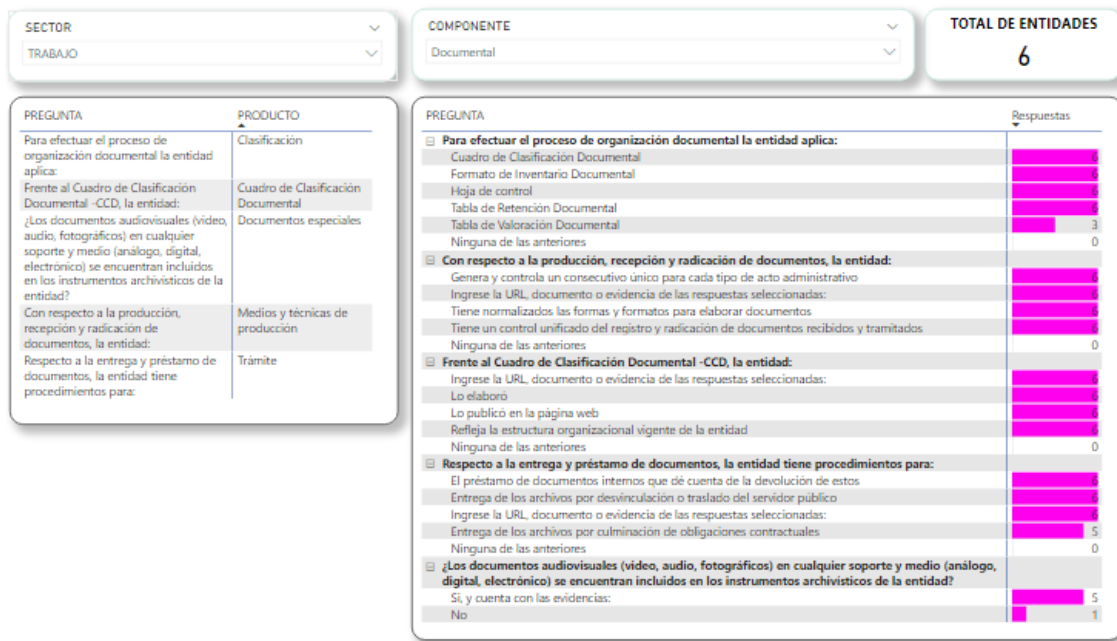 SECTOR
TRABAJO
COMPONENTE
Documental
TOTAL DE ENTIDADES
6
PREGUNTA PRODUCTO
Para efectuar el proceso de Clasificación
organización documental la entidad
aplica:
Frente al Cuadro de Clasificación Cuadro de Clasificación
Documental -CCD, la entidad: Documental
¿Los documentos audiovisuales (video, Documentos especiales
audio, fotográficos) en cualquier
soporte y medio (análogo, digital,
electrónico) se encuentran incluidos
en los instrumentos archivísticos de la
entidad?
Con respecto a la producción, Medios y técnicas de
recepción y radicación de producción
documentos, la entidad:
Respecto a la entrega y préstamo de Trámite
documentos, la entidad tiene
procedimientos para:
PREGUNTA Respuestas
Para efectuar el proceso de organización documental la entidad aplica:
Cuadro de Clasificación Documental 6
Formato de Inventario Documental 6
Hoja de control 6
Tabla de Retención Documental 6
Tabla de Valoración Documental 3
Ninguna de las anteriores 0
Con respecto a la producción, recepción y radicación de documentos, la entidad:
Genera y controla un consecutivo único para cada tipo de acto administrativo 6
Ingrese la URL, documento o evidencia de las respuestas seleccionadas: 6
Tiene normalizados las formas y formatos para elaborar documentos 6
Tiene un control unificado del registro y radicación de documentos recibidos y tramitados 6
Ninguna de las anteriores 0
Frente al Cuadro de Clasificación Documental -CCD, la entidad:
Ingrese la URL, documento o evidencia de las respuestas seleccionadas: 6
Lo elaboró 6
Lo publicó en la página web 6
Refleja la estructura organizacional vigente de la entidad 6
Ninguna de las anteriores 0
Respecto a la entrega y préstamo de documentos, la entidad tiene procedimientos para:
El préstamo de documentos internos que dé cuenta de la devolución de estos 6
Entrega de los archivos por desvinculación o traslado del servidor público 6
Ingrese la URL, documento o evidencia de las respuestas seleccionadas: 6
Entrega de los archivos por culminación de obligaciones contractuales 5
Ninguna de las anteriores 0
¿Los documentos audiovisuales (video, audio, fotográficos) en cualquier soporte y medio (análogo,
digital, electrónico) se encuentran incluidos en los instrumentos archivísticos de la entidad?
Si, y cuenta con las evidencias: 5
No 1